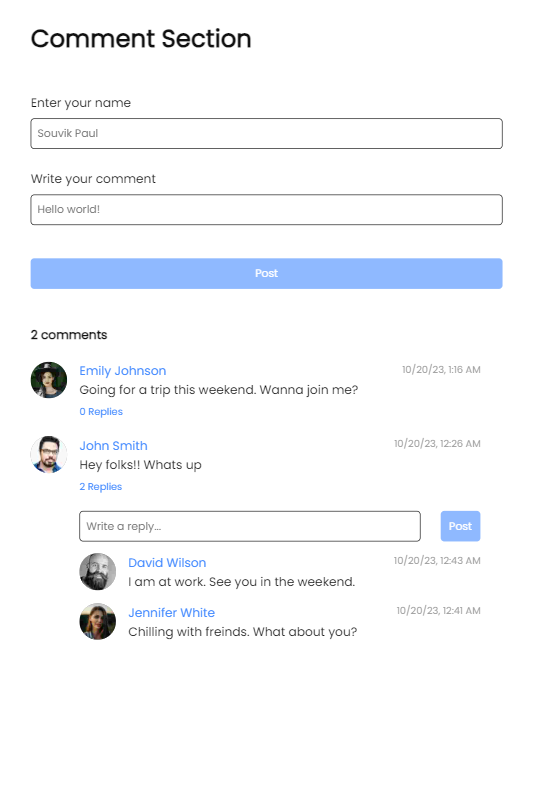 Comment Section
Enter your name
Souvik Paul
Write your comment
Hello world!
Post
2 comments
Emily Johnson 10/20/23, 1:16 AM
Going for a trip this weekend. Wanna join me?
0 Replies
John Smith 10/20/23, 12:26 AM
Hey folks!! Whats up
2 Replies
Write a reply... Post
David Wilson 10/20/23, 12:43 AM
I am at work. See you in the weekend.
Jennifer White 10/20/23, 12:41 AM
Chilling with freinds. What about you?